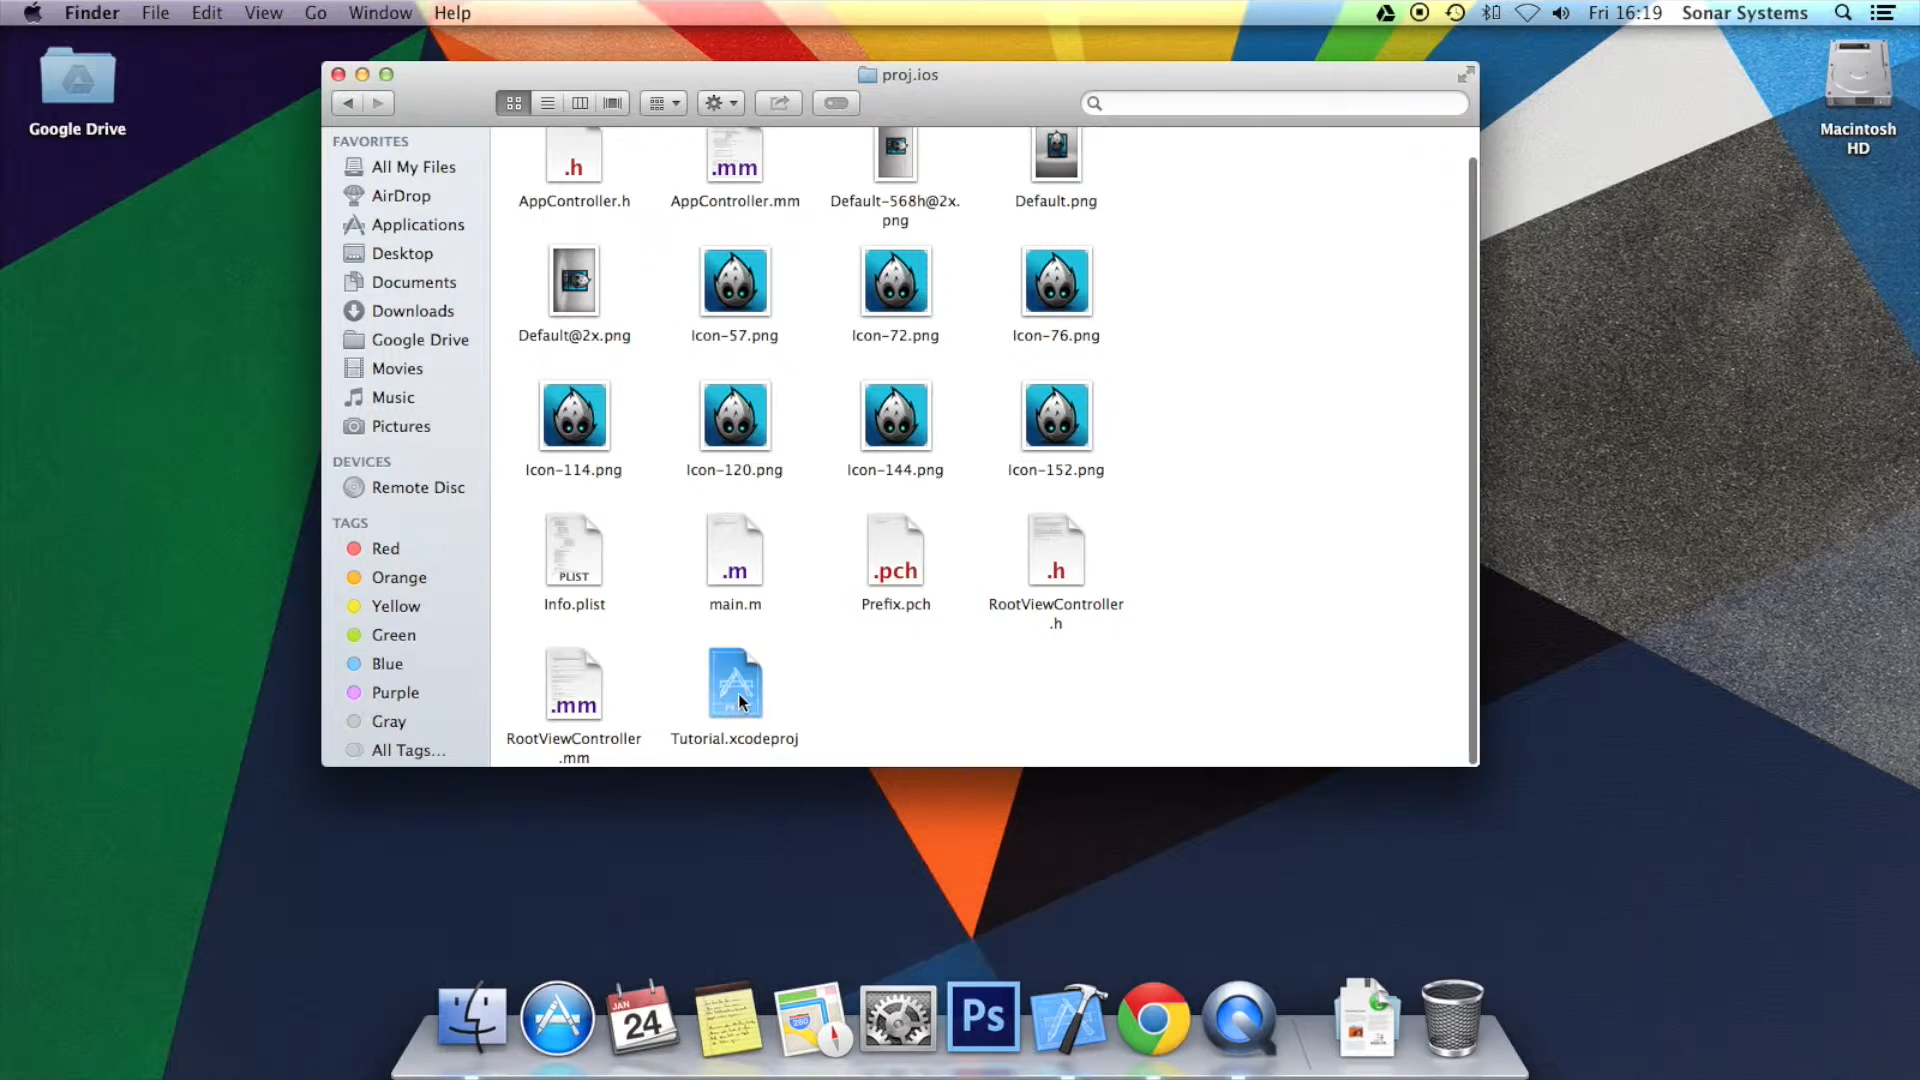 Finder File Edit View Go Window Help Fri 16:19 Sonar Systems
Google Drive
Macintosh
HD
proj.ios
FAVORITES
All My Files
AirDrop
Applications
Desktop
Documents
Downloads
Google Drive
Movies
Music
Pictures
DEVICES
Remote Disc
TAGS
Red
Orange
Yellow
Green
Blue
Purple
Gray
All Tags...
.h .mm
AppController.h AppController.mm Default-568h@2x. Default.png
png
Default@2x.png Icon-57.png Icon-72.png Icon-76.png
Icon-114.png Icon-120.png Icon-144.png Icon-152.png
PLIST .m .pch .h
Info.plist main.m Prefix.pch RootViewController
.h
.mm
RootViewController Tutorial.xcodeproj
.mm
JAN
24
280
Ps